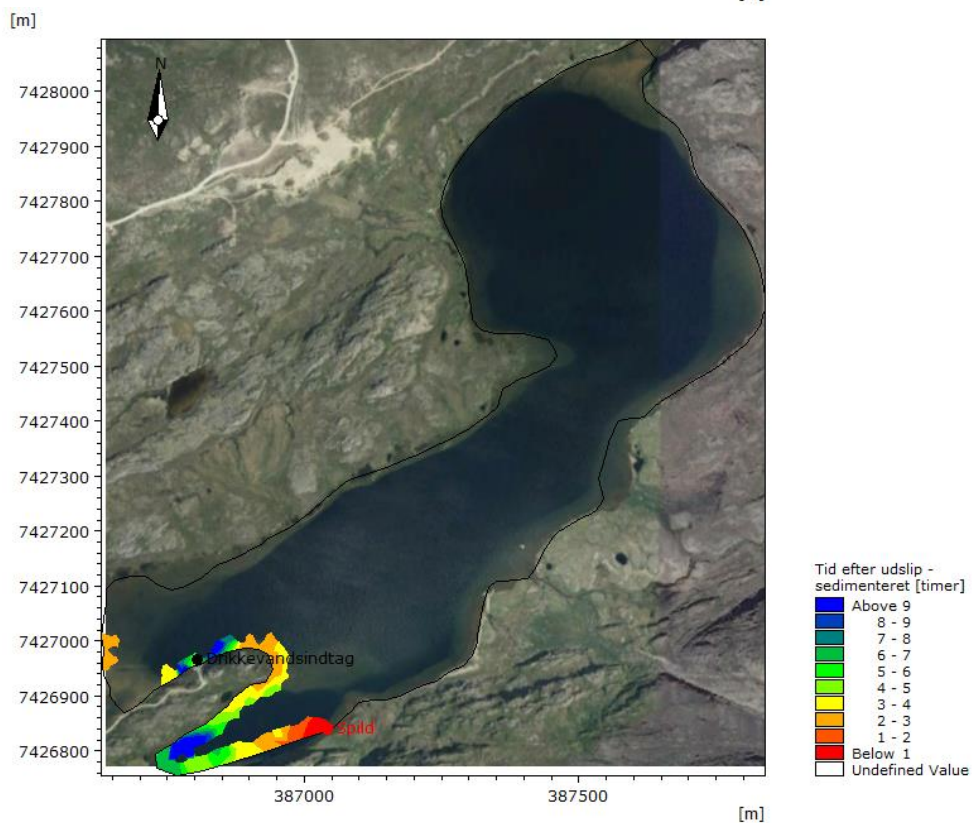 [m]
N
7428000
7427900
7427800
7427700
7427600
7427500
7427400
7427300
7427200
7427100
7427000
7426900
7426800
Drikkevandsindtag
Spild
387000
387500
[m]
Tid efter udslip -
sedimenteret [timer]
Above 9
8 - 9
7 - 8
6 - 7
5 - 6
4 - 5
3 - 4
2 - 3
1 - 2
Below 1
Undefined Value